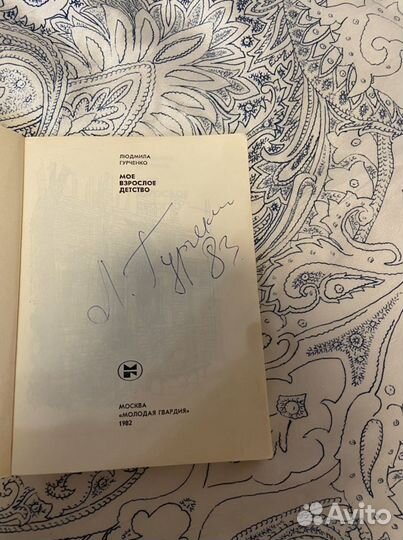 ЛЮДМИЛА
ГУРЧЕНКО
МОЕ
ВЗРОСЛОЕ
ДЕТСТВО
Л. Гурченко
83
МОСКВА
«МОЛОДАЯ ГВАРДИЯ»
1982
Avito